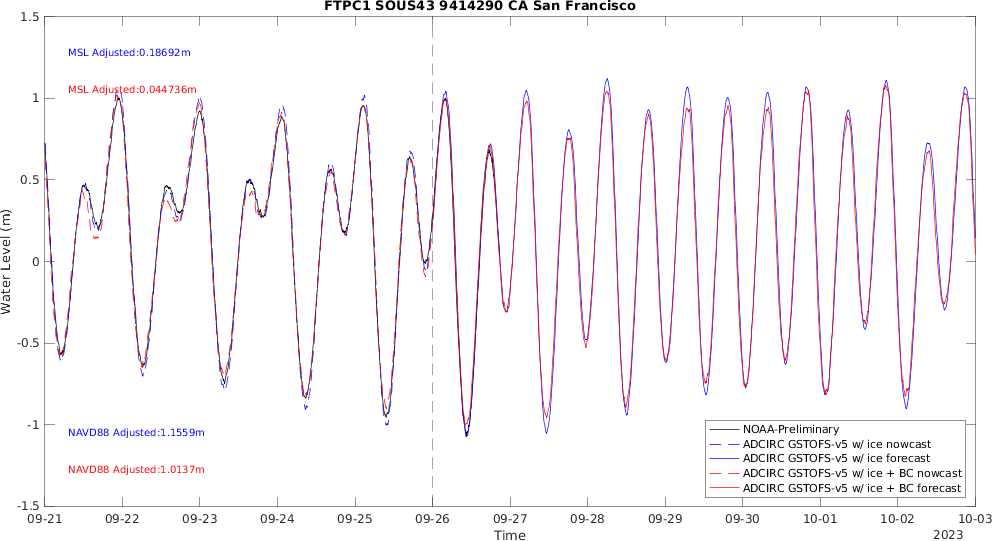 FTPC1 SOUS43 9414290 CA San Francisco
1.5
1
0.5
0
-0.5
-1
-1.5
Water Level (m)
MSL Adjusted:0.18692m
MSL Adjusted:0.044736m
NAVD88 Adjusted:1.1559m
NAVD88 Adjusted:1.0137m
NOAA-Preliminary
ADCIRC GSTOFS-v5 w/ ice nowcast
ADCIRC GSTOFS-v5 w/ ice forecast
ADCIRC GSTOFS-v5 w/ ice + BC nowcast
ADCIRC GSTOFS-v5 w/ ice + BC forecast
09-21 09-22 09-23 09-24 09-25 09-26 09-27 09-28 09-29 09-30 10-01 10-02 10-03
Time
2023